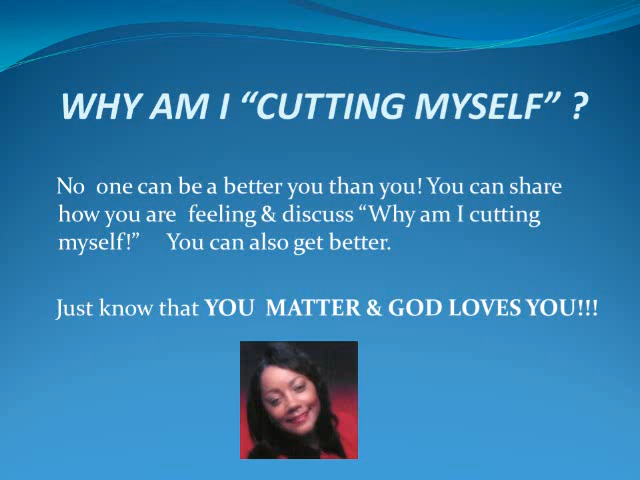 WHY AM I “CUTTING MYSELF” ?
No one can be a better you than you! You can share
how you are feeling & discuss “Why am I cutting
myself!” You can also get better.
Just know that YOU MATTER & GOD LOVES YOU!!!